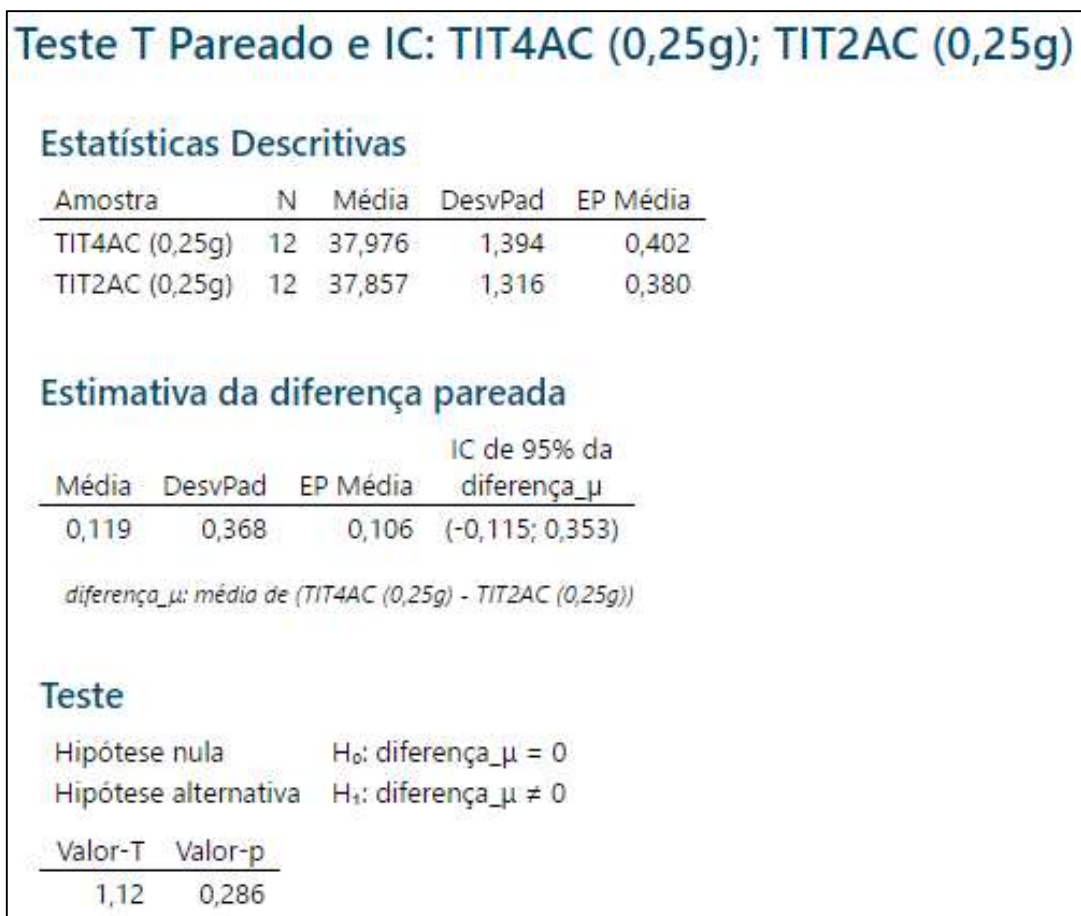 Teste T Pareado e IC: TIT4AC (0,25g); TIT2AC (0,25g)
Estatísticas Descritivas
Amostra N Média DesvPad EP Média
TIT4AC (0,25g) 12 37,976 1,394 0,402
TIT2AC (0,25g) 12 37,857 1,316 0,380
Estimativa da diferença pareada
IC de 95% da
Média DesvPad EP Média diferença_µ
0,119 0,368 0,106 (-0,115; 0,353)
diferença_µ: média de (TIT4AC (0,25g) - TIT2AC (0,25g))
Teste
Hipótese nula H₀: diferença_µ = 0
Hipótese alternativa H₁: diferença_µ ≠ 0
Valor-T Valor-p
1,12 0,286